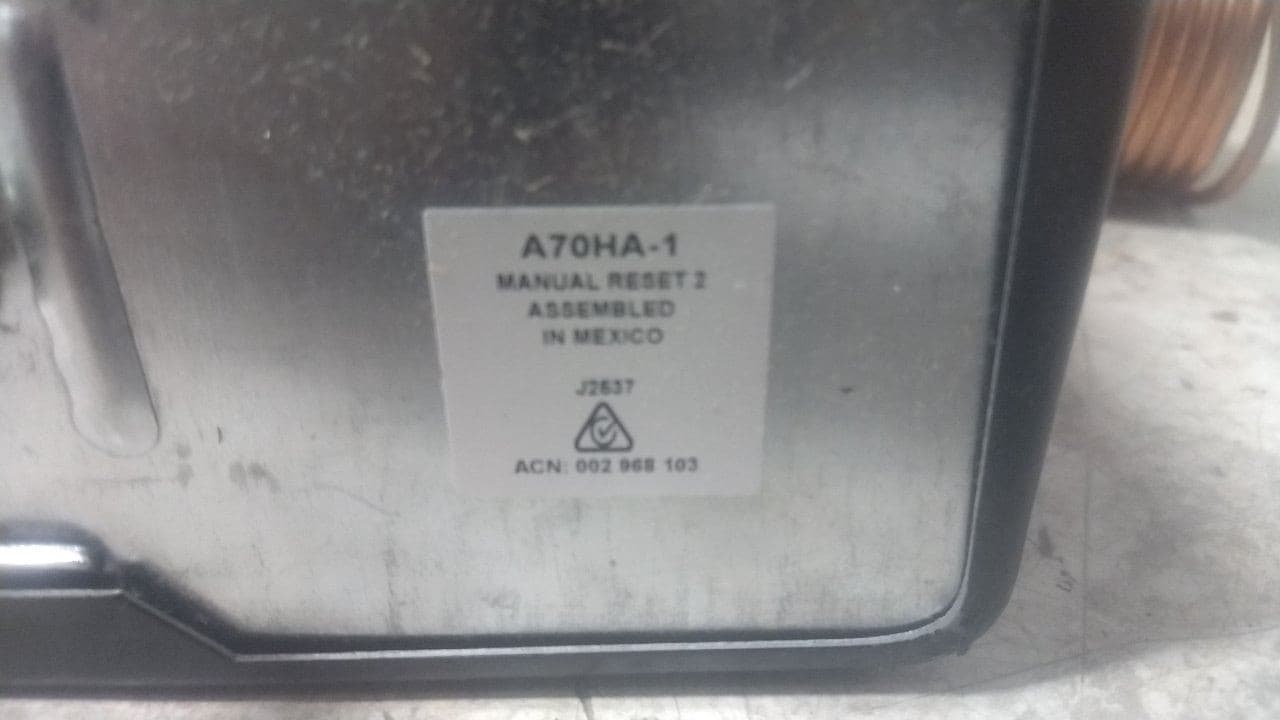 A70HA-1
MANUAL RESET 2
ASSEMBLED
IN MEXICO
J2637
ACN: 002 968 103